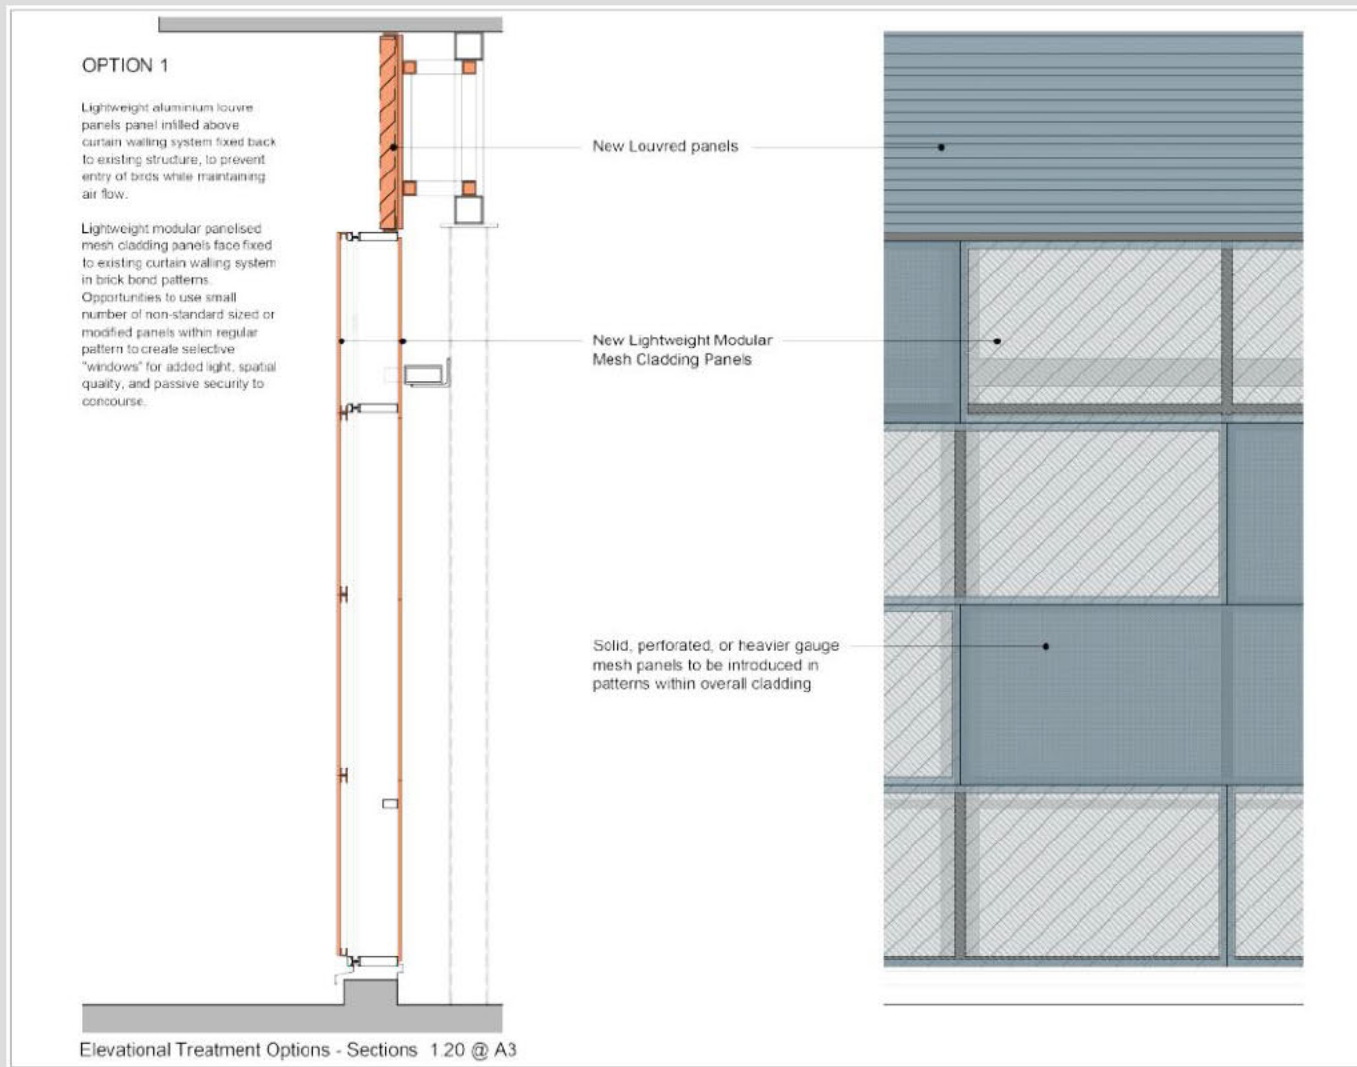 OPTION 1
Lightweight aluminium louvre
panels panel infilled above
curtain walling system fixed back
to existing structure, to prevent
entry of birds while maintaining
air flow.
Lightweight modular panelised
mesh cladding panels face fixed
to existing curtain walling system
in brick bond patterns.
Opportunities to use small
number of non-standard sized or
modified panels within regular
pattern to create selective
"windows" for added light, spatial
quality, and passive security to
concourse.
New Louvred panels
New Lightweight Modular
Mesh Cladding Panels
Solid, perforated, or heavier gauge
mesh panels to be introduced in
patterns within overall cladding
Elevational Treatment Options - Sections 1:20 @ A3